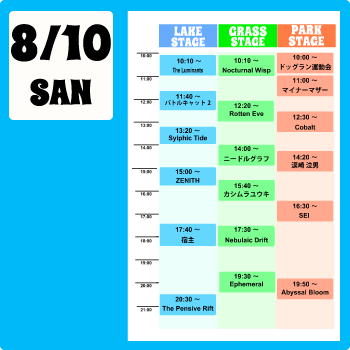 8/10
SAN
LAKE STAGE
GRASS STAGE
PARK STAGE
10:00
11:00
12:00
13:00
14:00
15:00
16:00
17:00
18:00
19:00
20:00
21:00
10:10 ～
The Luminants
11:40 ～
バトルキャット2
13:20 ～
Sylphic Tide
15:00 ～
ZENITH
17:40 ～
宿主
20:30 ～
The Pensive Rift
10:10 ～
Nocturnal Wisp
12:20 ～
Rotten Eve
14:00 ～
ニードルグラフ
15:40 ～
カシムラユウキ
17:30 ～
Nebulaic Drift
19:30 ～
Ephemeral
10:00 ～
ドッグラン運動会
11:00 ～
マイナーマザー
12:30 ～
Cobalt
14:20 ～
涙崎 泣男
16:30 ～
SEI
19:50 ～
Abyssal Bloom